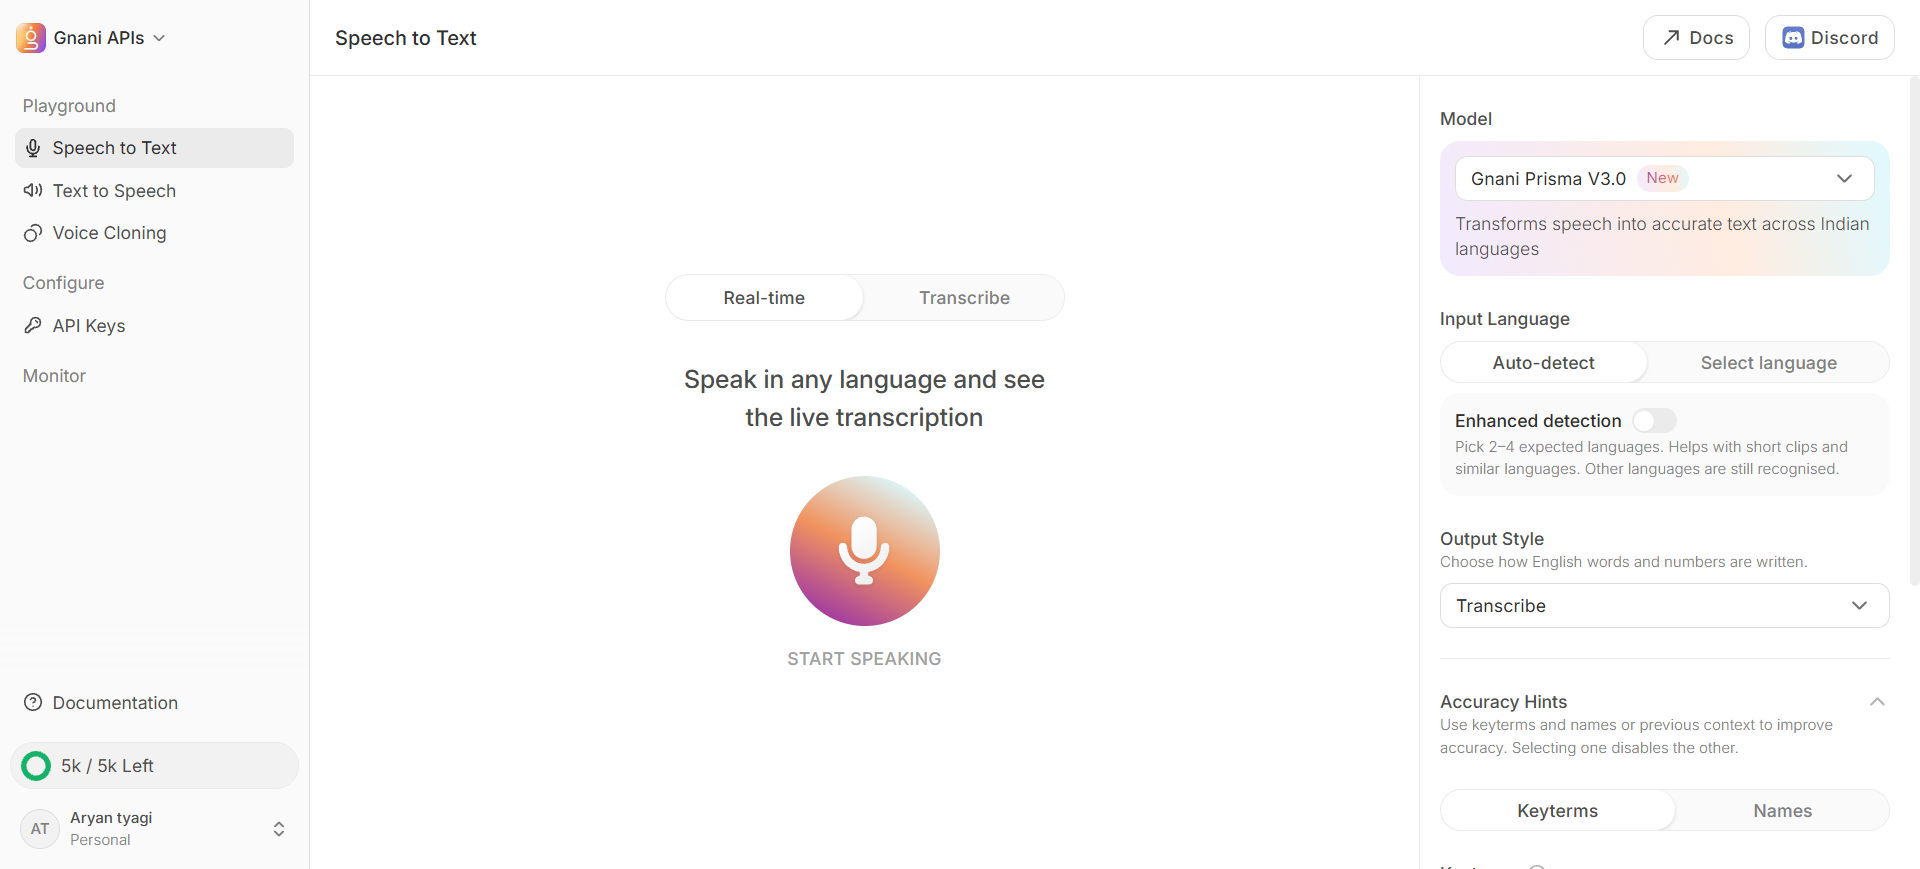 Gnani APIs
Playground
Speech to Text
Text to Speech
Voice Cloning
Configure
API Keys
Monitor
Documentation
5k / 5k Left
AT
Aryan tyagi
Personal
Speech to Text
Docs
Discord
Real-time
Transcribe
Speak in any language and see
the live transcription
START SPEAKING
Model
Gnani Prisma V3.0 New
Transforms speech into accurate text across Indian
languages
Input Language
Auto-detect
Select language
Enhanced detection
Pick 2–4 expected languages. Helps with short clips and
similar languages. Other languages are still recognised.
Output Style
Choose how English words and numbers are written.
Transcribe
Accuracy Hints
Use keyterms and names or previous context to improve
accuracy. Selecting one disables the other.
Keyterms
Names